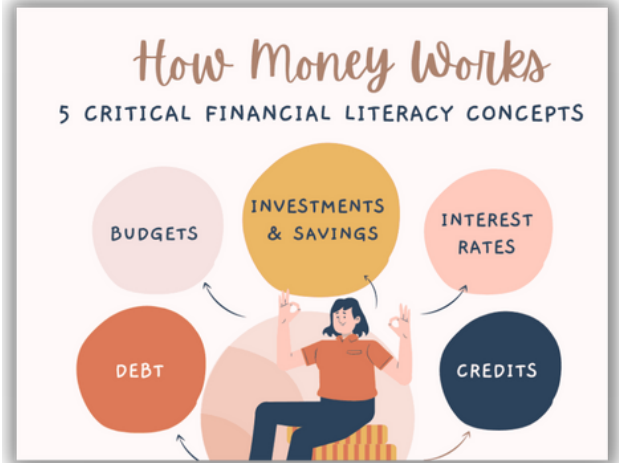 How Money Works
5 CRITICAL FINANCIAL LITERACY CONCEPTS
BUDGETS
INVESTMENTS
& SAVINGS
INTEREST
RATES
DEBT
CREDITS